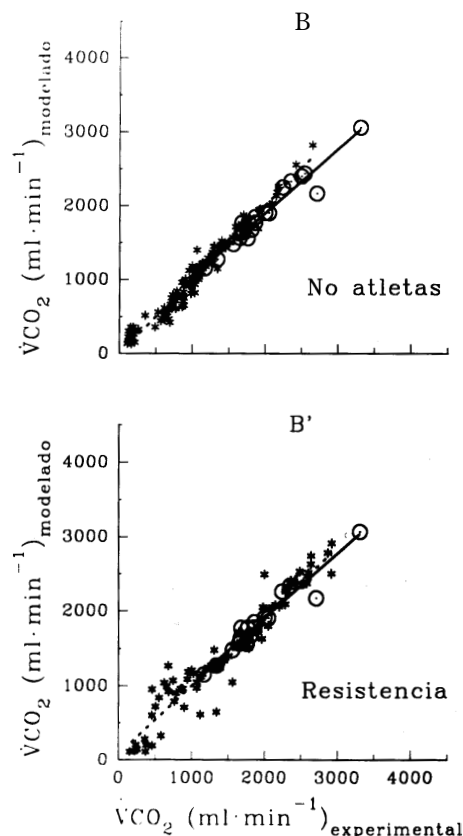 B
V̇CO₂ (ml·min⁻¹)modelado
4000
3000
2000
1000
0
No atletas
B'
V̇CO₂ (ml·min⁻¹)modelado
4000
3000
2000
1000
0
Resistencia
0 1000 2000 3000 4000
V̇CO₂ (ml·min⁻¹)experimental